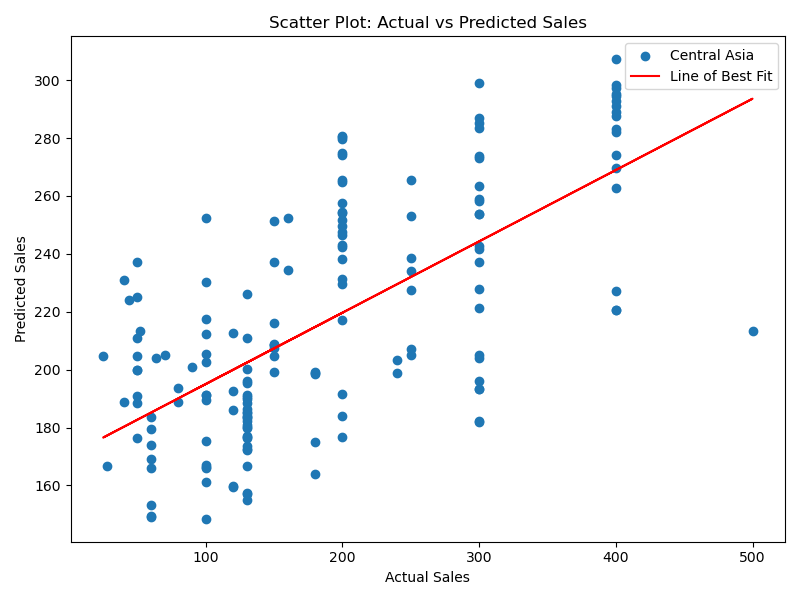 Scatter Plot: Actual vs Predicted Sales
Central Asia
Line of Best Fit
Predicted Sales
300
280
260
240
220
200
180
160
100
200
300
400
500
Actual Sales